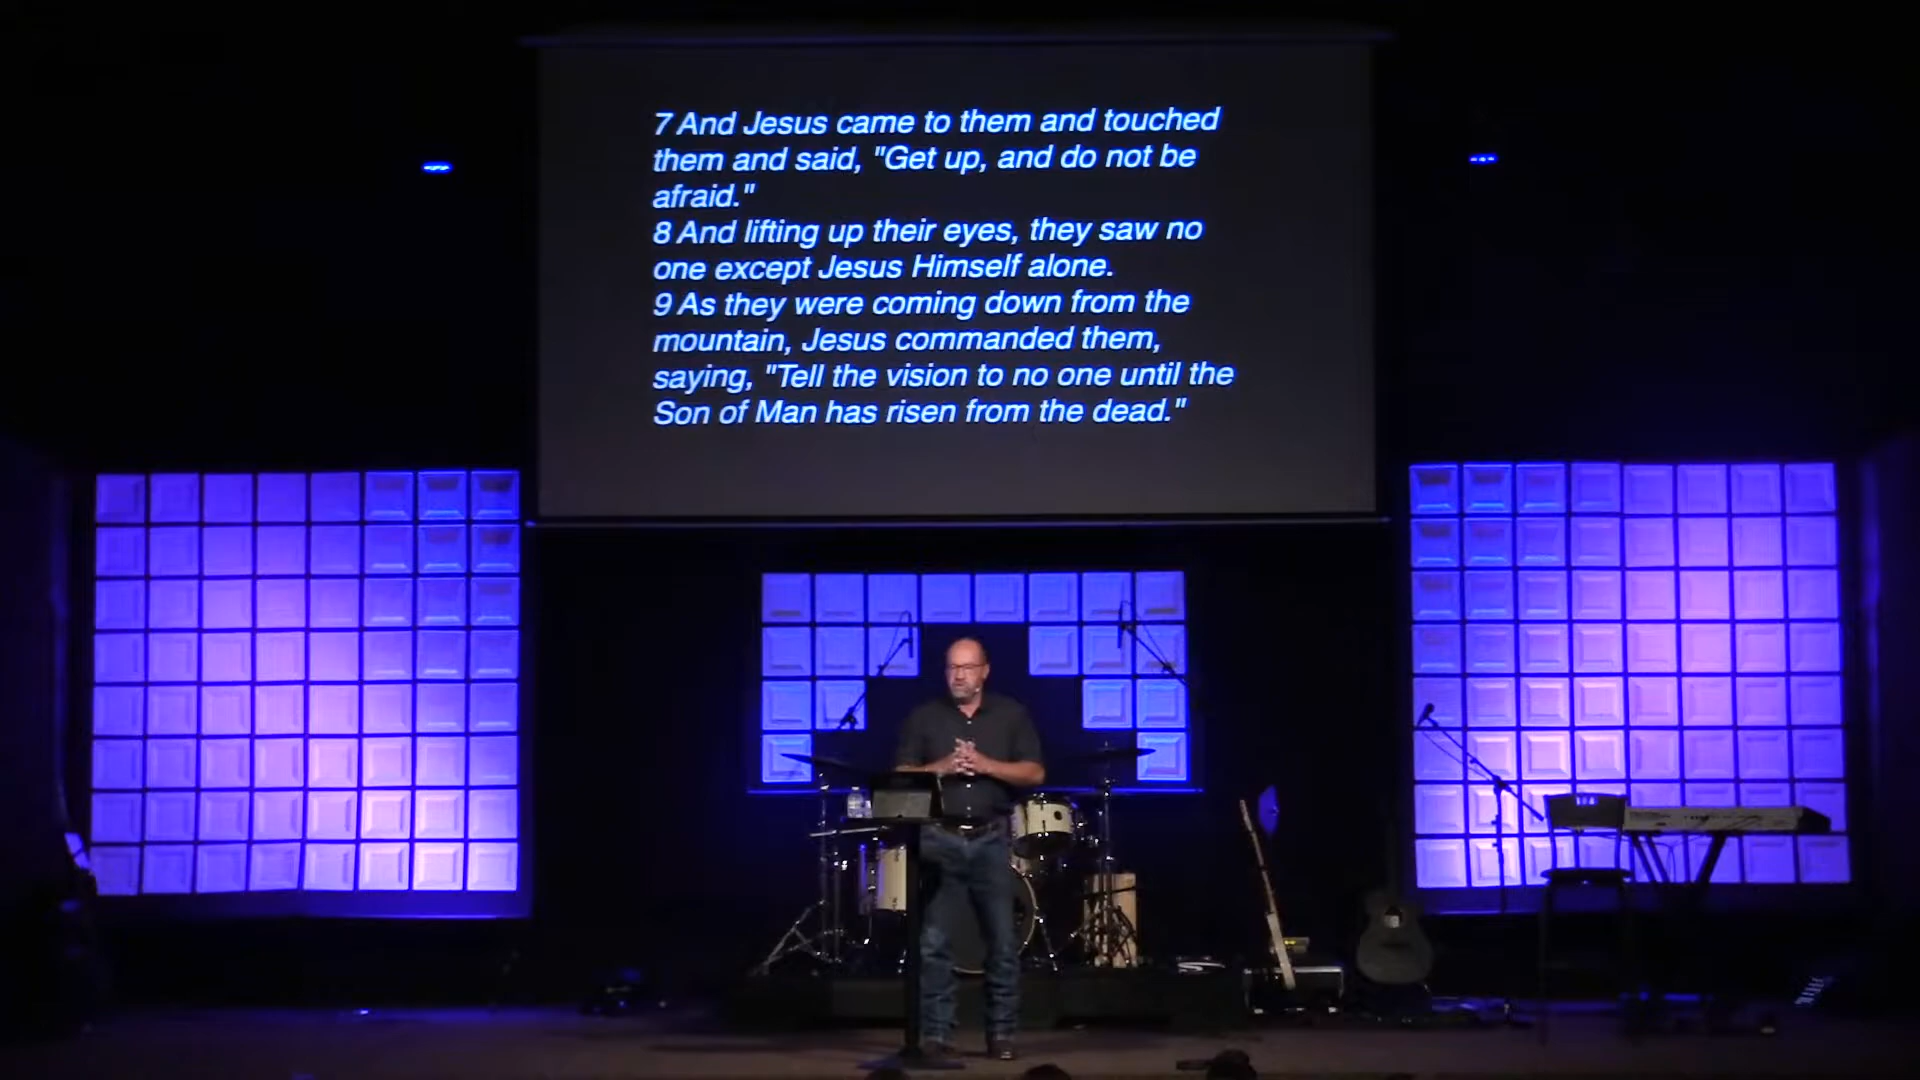 7 And Jesus came to them and touched
them and said, "Get up, and do not be
afraid."
8 And lifting up their eyes, they saw no
one except Jesus Himself alone.
9 As they were coming down from the
mountain, Jesus commanded them,
saying, "Tell the vision to no one until the
Son of Man has risen from the dead."